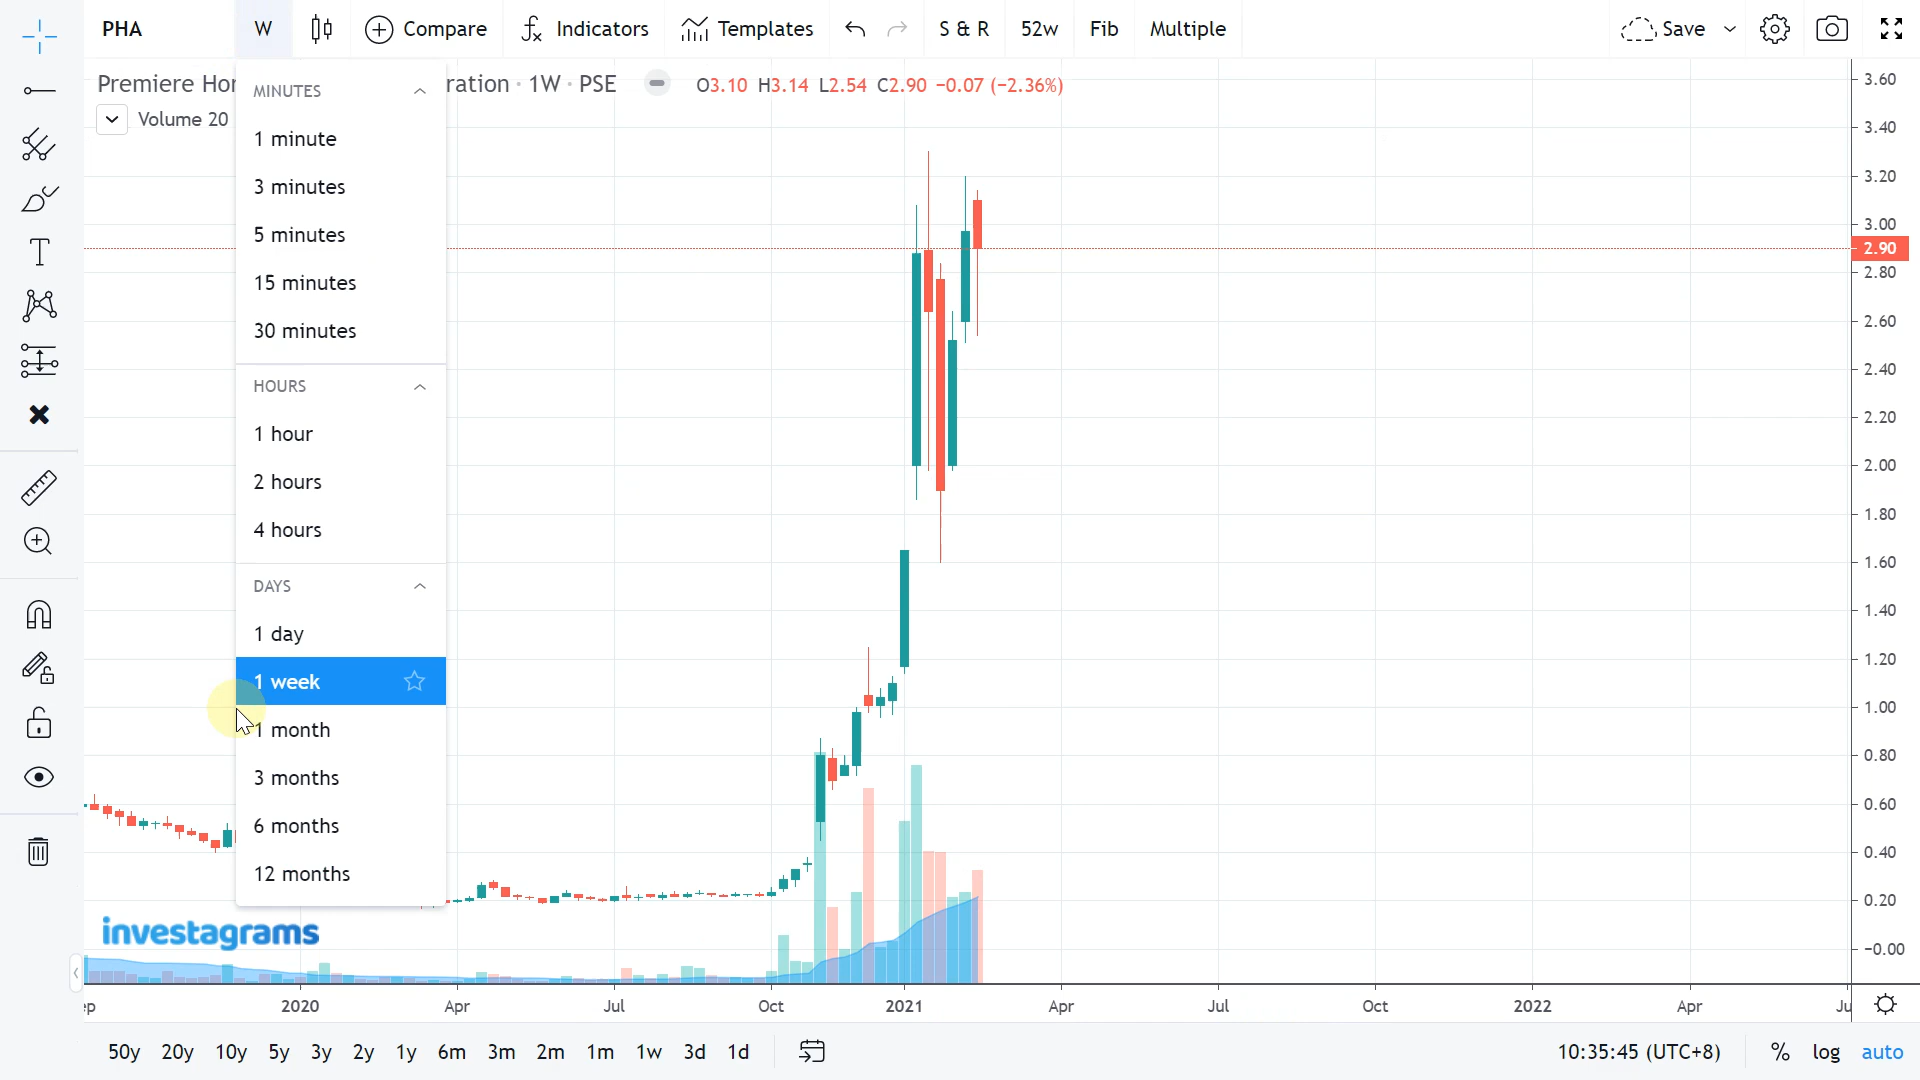 PHA
W
Compare
Indicators
Templates
S & R
52w
Fib
Multiple
Save
Premiere Hor
ration · 1W · PSE
O3.10 H3.14 L2.54 C2.90 −0.07 (−2.36%)
Volume 20
MINUTES
1 minute
3 minutes
5 minutes
15 minutes
30 minutes
HOURS
1 hour
2 hours
4 hours
DAYS
1 day
1 week
1 month
3 months
6 months
12 months
3.60
3.40
3.20
3.00
2.90
2.80
2.60
2.40
2.20
2.00
1.80
1.60
1.40
1.20
1.00
0.80
0.60
0.40
0.20
−0.00
investagrams
ep
2020
Apr
Jul
Oct
2021
Apr
Jul
Oct
2022
Apr
Ju
50y 20y 10y 5y 3y 2y 1y 6m 3m 2m 1m 1w 3d 1d
10:35:45 (UTC+8)
% log auto